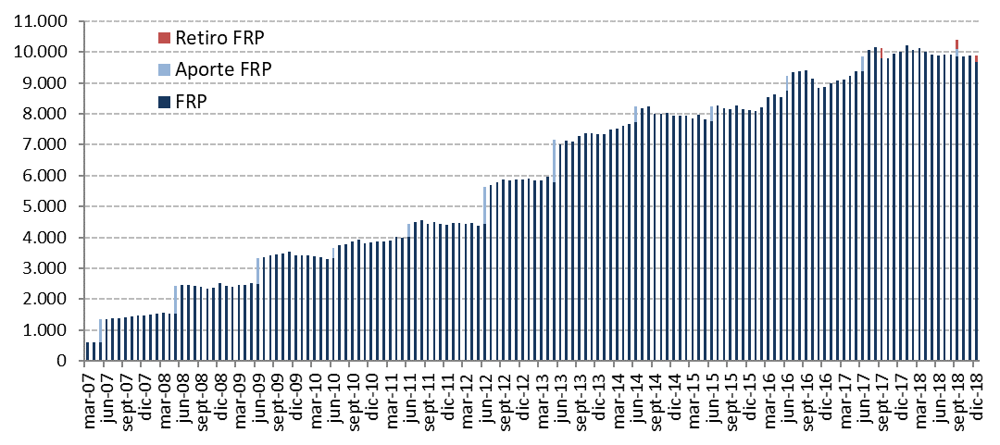 11.000
10.000
9.000
8.000
7.000
6.000
5.000
4.000
3.000
2.000
1.000
0
Retiro FRP
Aporte FRP
FRP
mar-07
jun-07
sept-07
dic-07
mar-08
jun-08
sept-08
dic-08
mar-09
jun-09
sept-09
dic-09
mar-10
jun-10
sept-10
dic-10
mar-11
jun-11
sept-11
dic-11
mar-12
jun-12
sept-12
dic-12
mar-13
jun-13
sept-13
dic-13
mar-14
jun-14
sept-14
dic-14
mar-15
jun-15
sept-15
dic-15
mar-16
jun-16
sept-16
dic-16
mar-17
jun-17
sept-17
dic-17
mar-18
jun-18
sept-18
dic-18